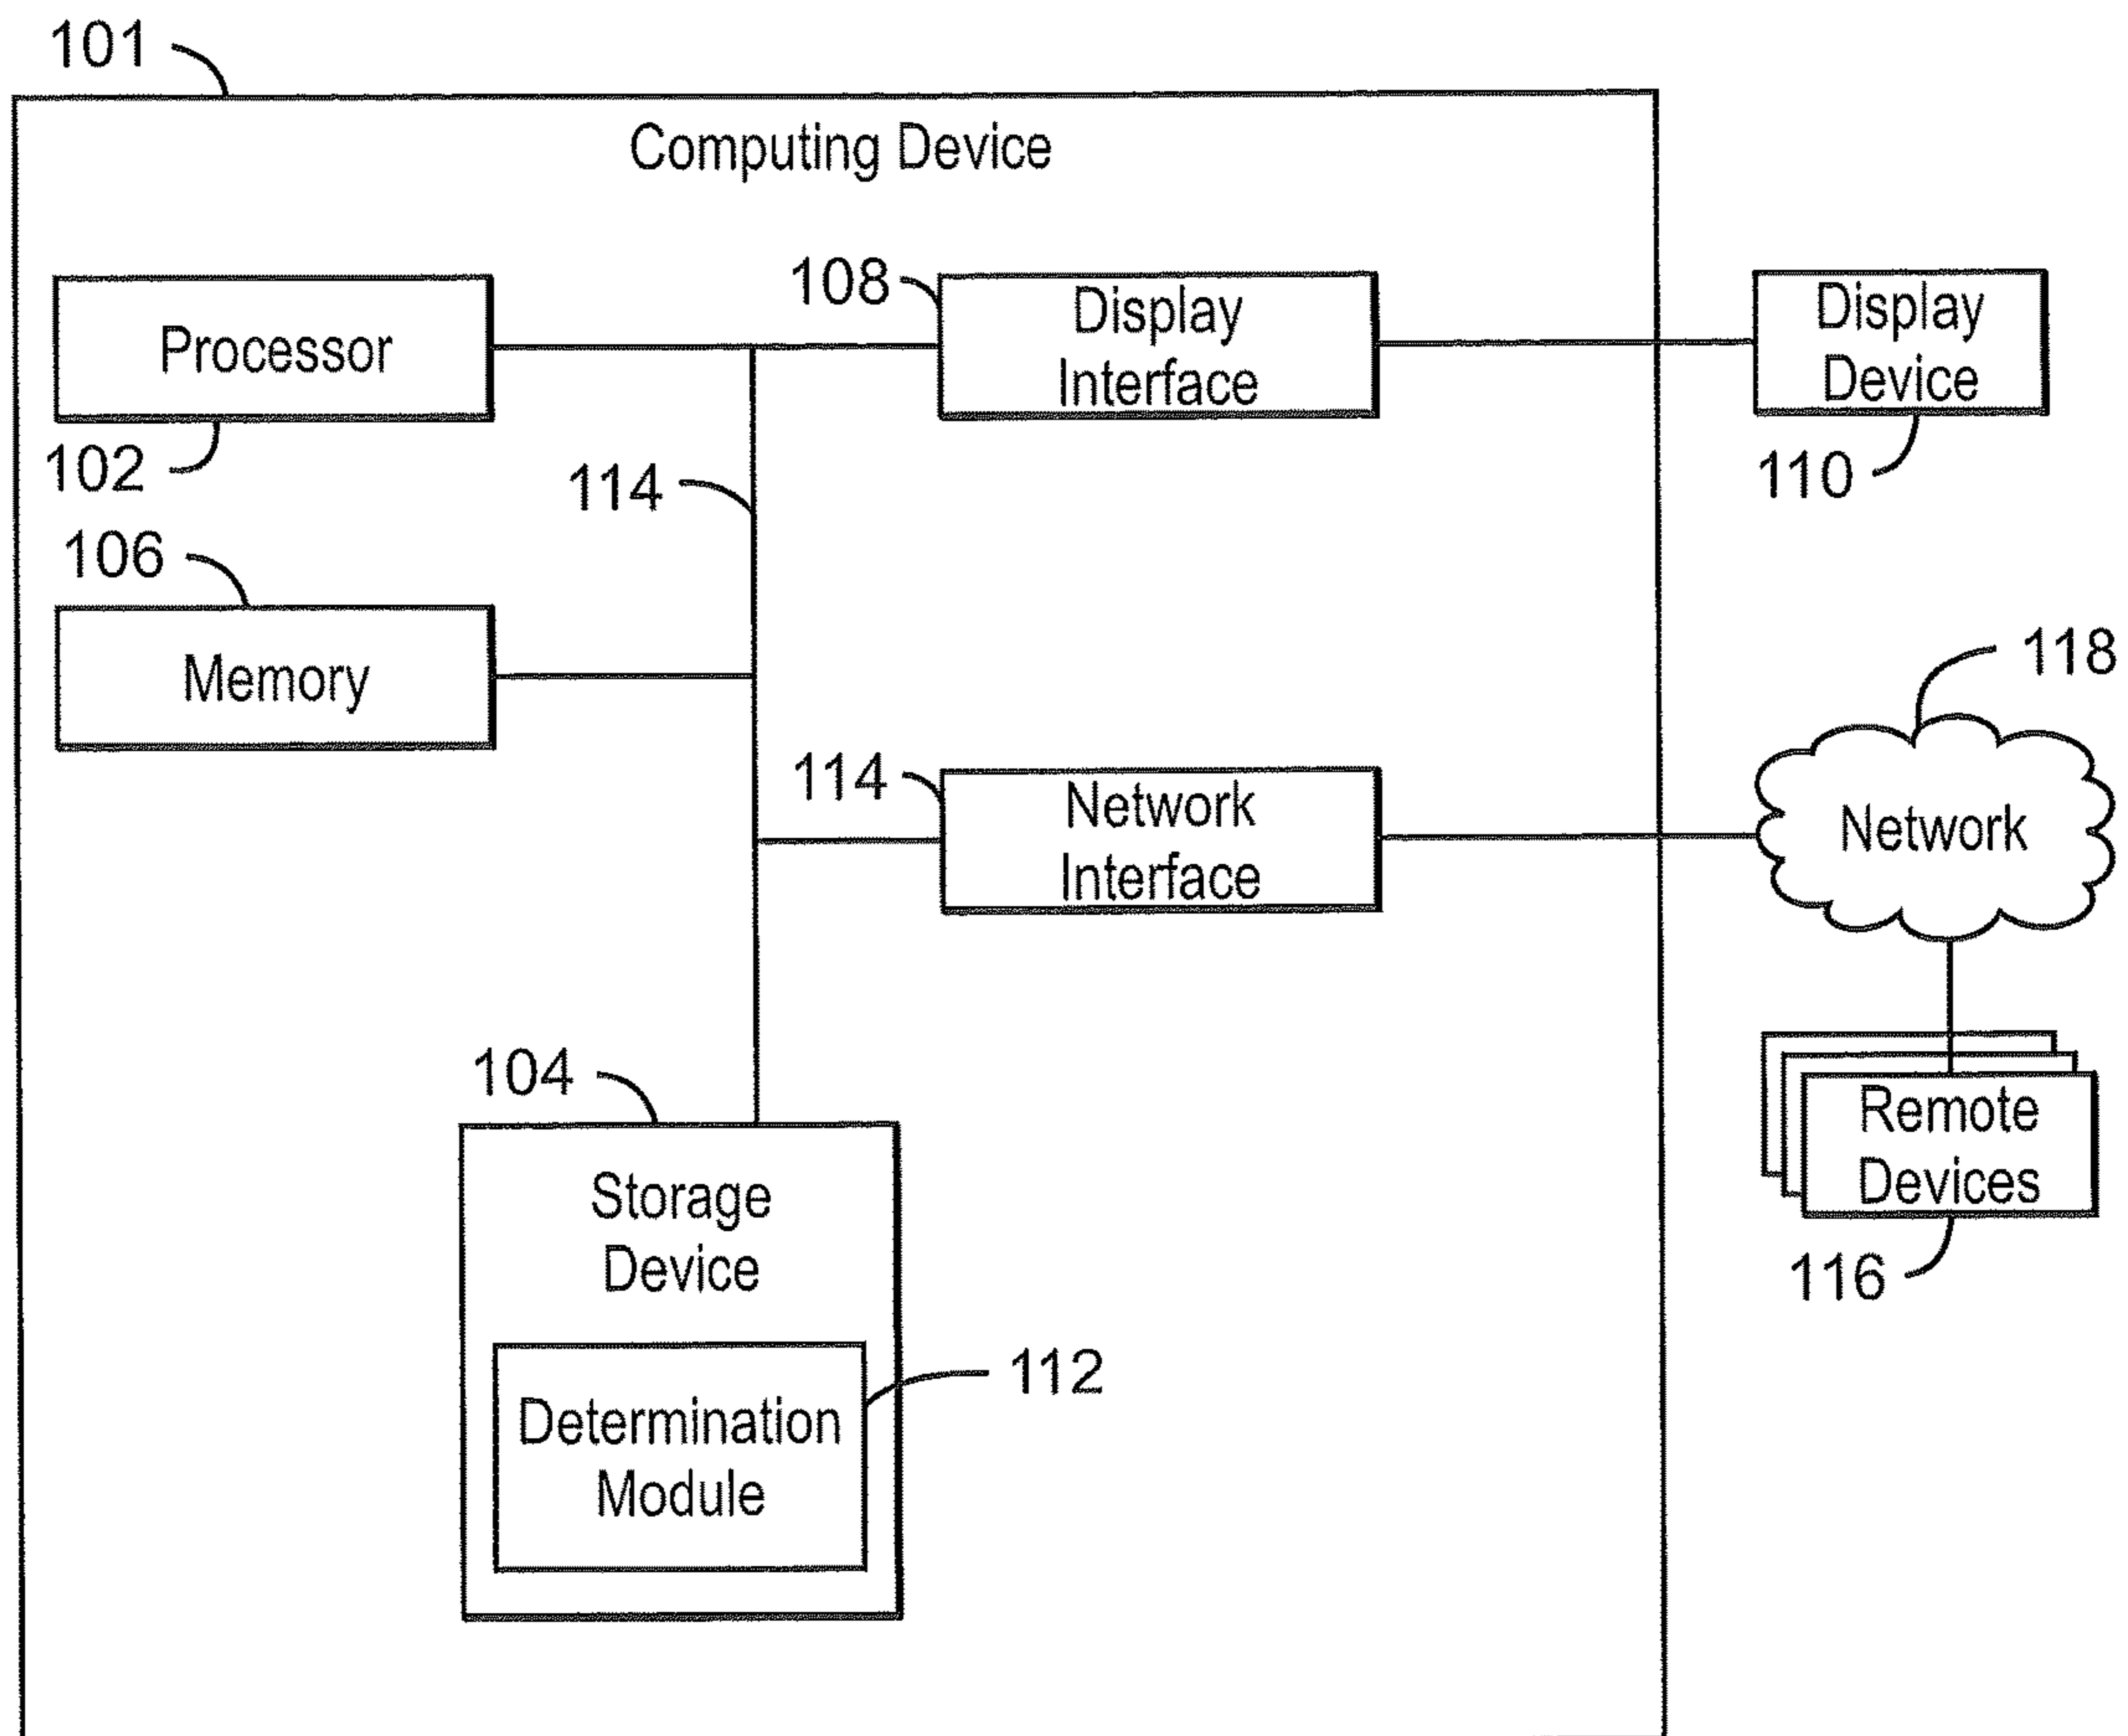 101
Computing Device
Processor
102
108
Display
Interface
Display
Device
110
114
106
Memory
118
114
Network
Interface
Network
104
Storage
Device
Remote
Devices
116
Determination
Module
112